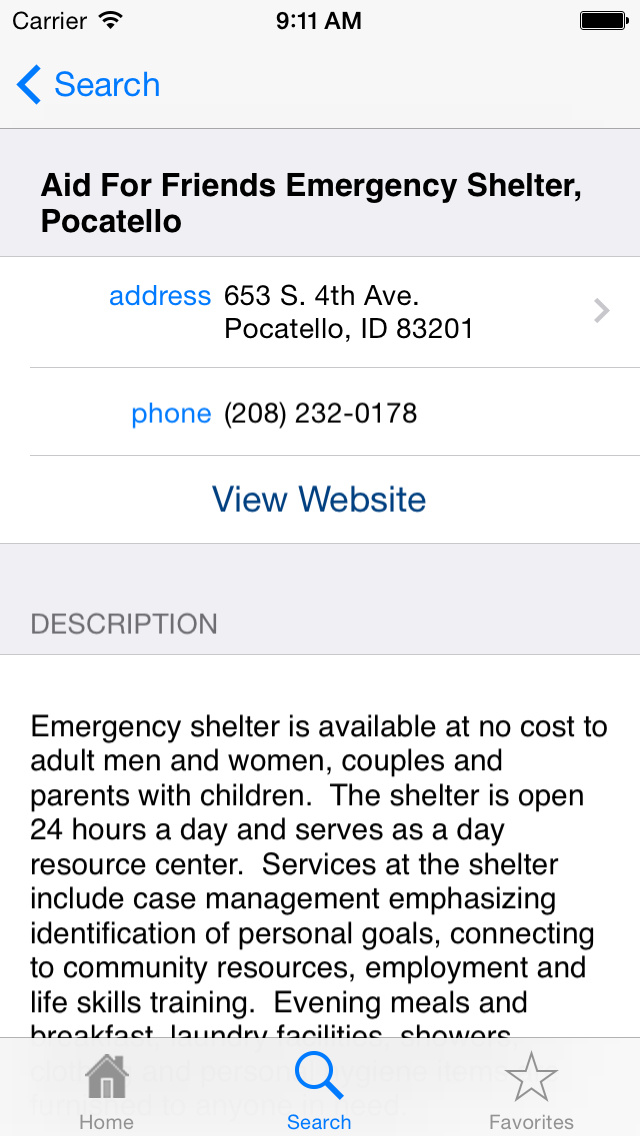 Carrier 9:11 AM
Search
Aid For Friends Emergency Shelter,
Pocatello
address 653 S. 4th Ave.
Pocatello, ID 83201
phone (208) 232-0178
View Website
DESCRIPTION
Emergency shelter is available at no cost to
adult men and women, couples and
parents with children.  The shelter is open
24 hours a day and serves as a day
resource center.  Services at the shelter
include case management emphasizing
identification of personal goals, connecting
to community resources, employment and
life skills training.  Evening meals and
breakfast, laundry facilities, showers,
and personal hygiene items
furnished to anyone in need.
Home Search Favorites